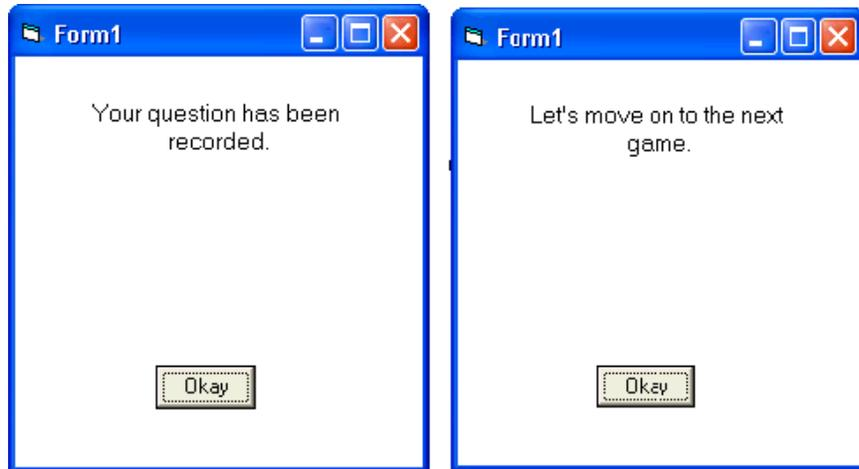 Form1
Your question has been
recorded.
Okay
Form1
Let's move on to the next
game.
Okay